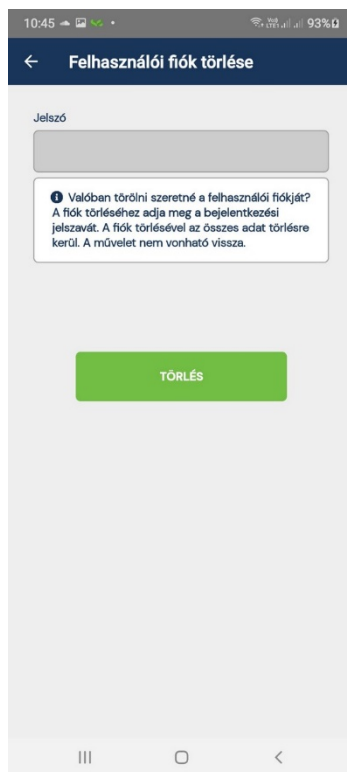 10:45
93%
Felhasználói fiók törlése
Jelszó
Valóban törölni szeretné a felhasználói fiókját?
A fiók törléséhez adja meg a bejelentkezési
jelszavát. A fiók törlésével az összes adat törlésre
kerül. A művelet nem vonható vissza.
TÖRLÉS